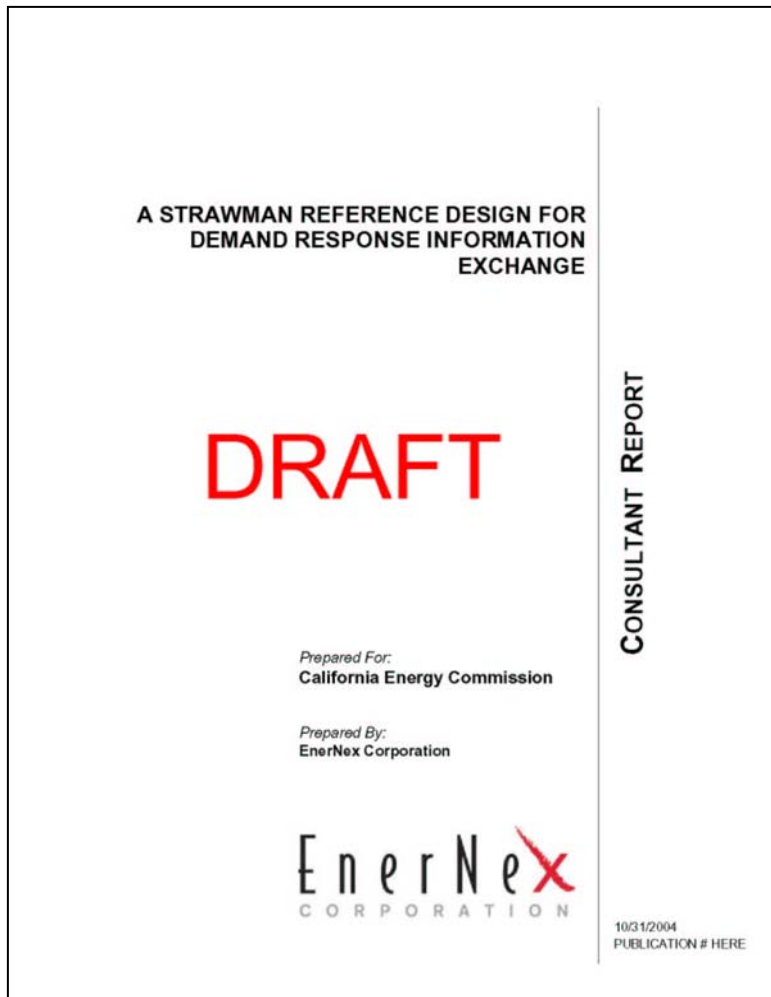 A STRAWMAN REFERENCE DESIGN FOR
DEMAND RESPONSE INFORMATION
EXCHANGE
DRAFT
CONSULTANT REPORT
Prepared For:
California Energy Commission
Prepared By:
EnerNex Corporation
EnerNex
CORPORATION
10/31/2004
PUBLICATION # HERE